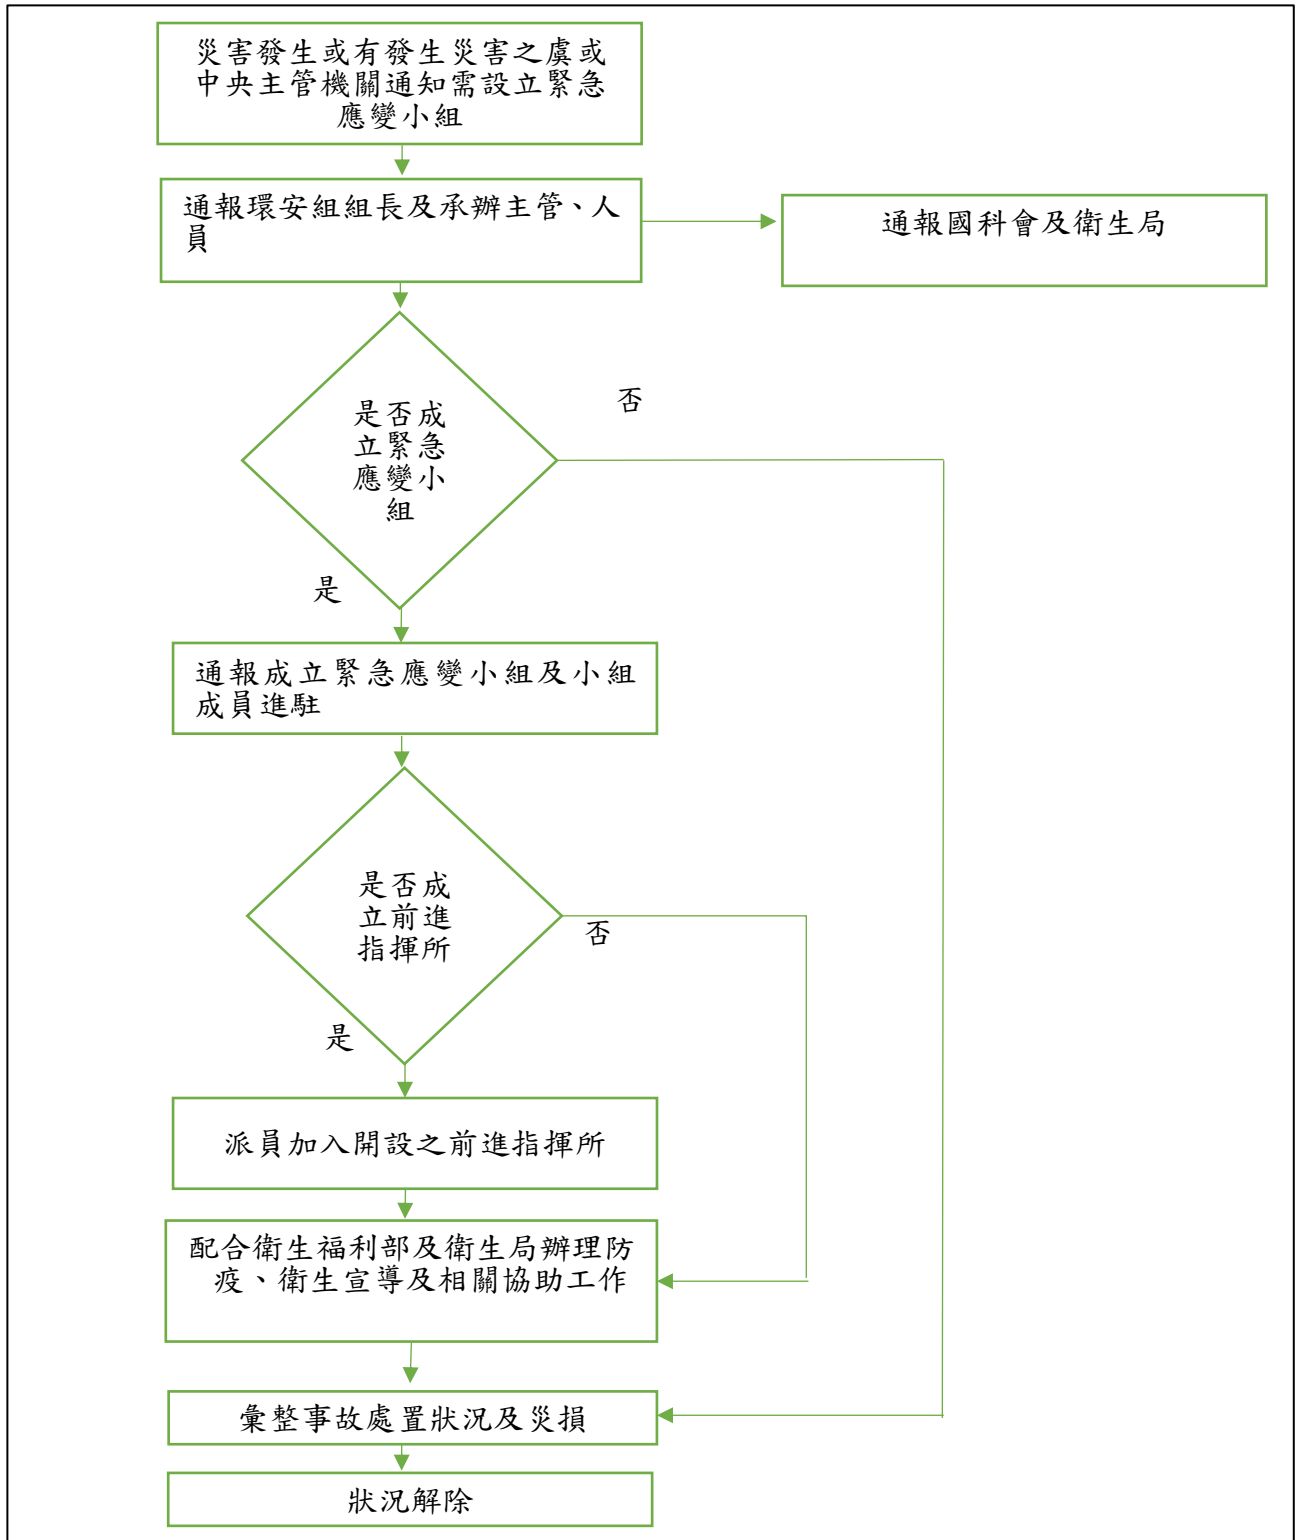 災害發生或有發生災害之虞或
中央主管機關通知需設立緊急
應變小組
通報環安組組長及承辦主管、人
員
通報國科會及衛生局
是否成
立緊急
應變小
組
否
是
通報成立緊急應變小組及小組
成員進駐
是否成
立前進
指揮所
否
是
派員加入開設之前進指揮所
配合衛生福利部及衛生局辦理防
疫、衛生宣導及相關協助工作
彙整事故處置狀況及災損
狀況解除